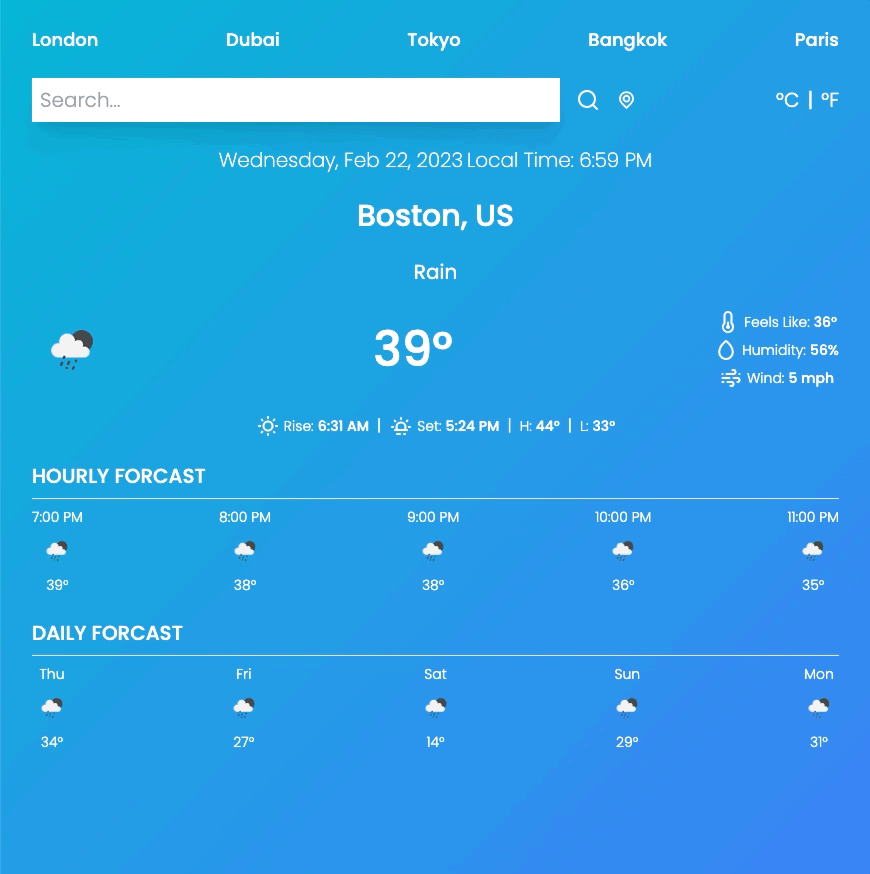 London Dubai Tokyo Bangkok Paris
Search... °C | °F
Wednesday, Feb 22, 2023 Local Time: 6:59 PM
Boston, US
Rain
39°
Feels Like: 36°
Humidity: 56%
Wind: 5 mph
Rise: 6:31 AM | Set: 5:24 PM | H: 44° | L: 33°
HOURLY FORCAST
7:00 PM 8:00 PM 9:00 PM 10:00 PM 11:00 PM
39° 38° 38° 36° 35°
DAILY FORCAST
Thu Fri Sat Sun Mon
34° 27° 14° 29° 31°